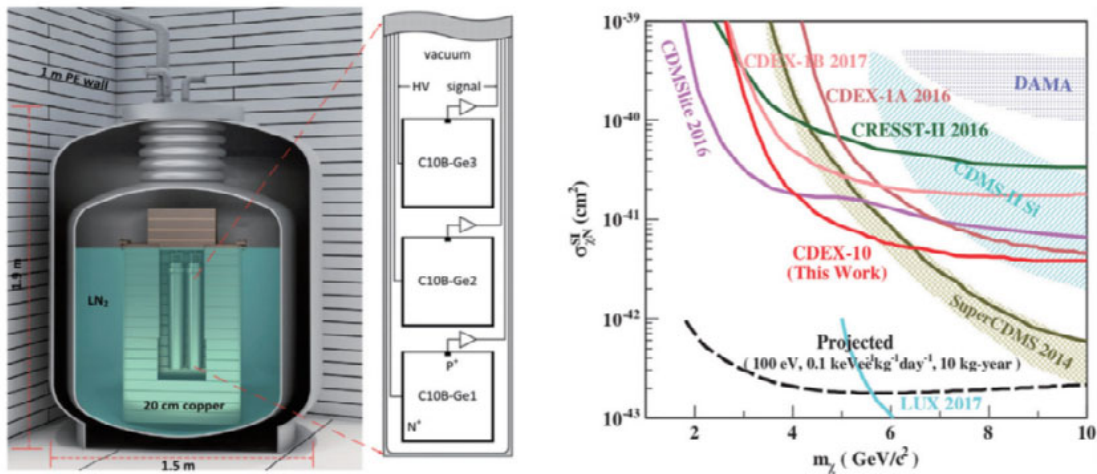 1 m PE wall
1.9 m
LN₂
20 cm copper
1.5 m
vacuum
HV
signal
C10B-Ge3
C10B-Ge2
P⁺
C10B-Ge1
N⁺
10⁻³⁹
10⁻⁴⁰
10⁻⁴¹
10⁻⁴²
10⁻⁴³
σ^SI_χN (cm²)
CDMSlite 2016
CDEX-1B 2017
CDEX-1A 2016
CRESST-II 2016
DAMA
CDMS-II Si
CDEX-10
(This Work)
SuperCDMS 2014
Projected
( 100 eV, 0.1 keVee⁻¹kg⁻¹day⁻¹, 10 kg-year )
LUX 2017
2 4 6 8 10
m_χ ( GeV/c² )